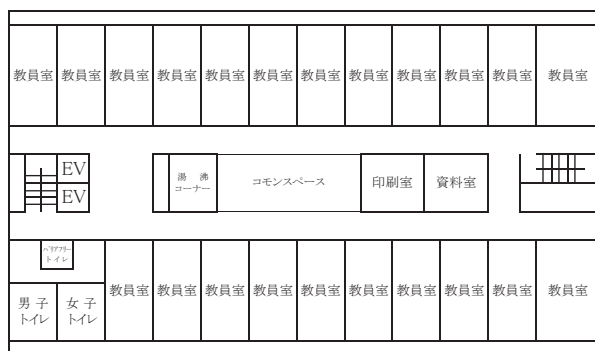 教員室 教員室 教員室 教員室 教員室 教員室 教員室 教員室 教員室 教員室 教員室 教員室
EV
EV
湯 沸
コーナー
コモンスペース
印刷室
資料室
バリアフリー
トイレ
男 子
トイレ
女 子
トイレ
教員室 教員室 教員室 教員室 教員室 教員室 教員室 教員室 教員室 教員室